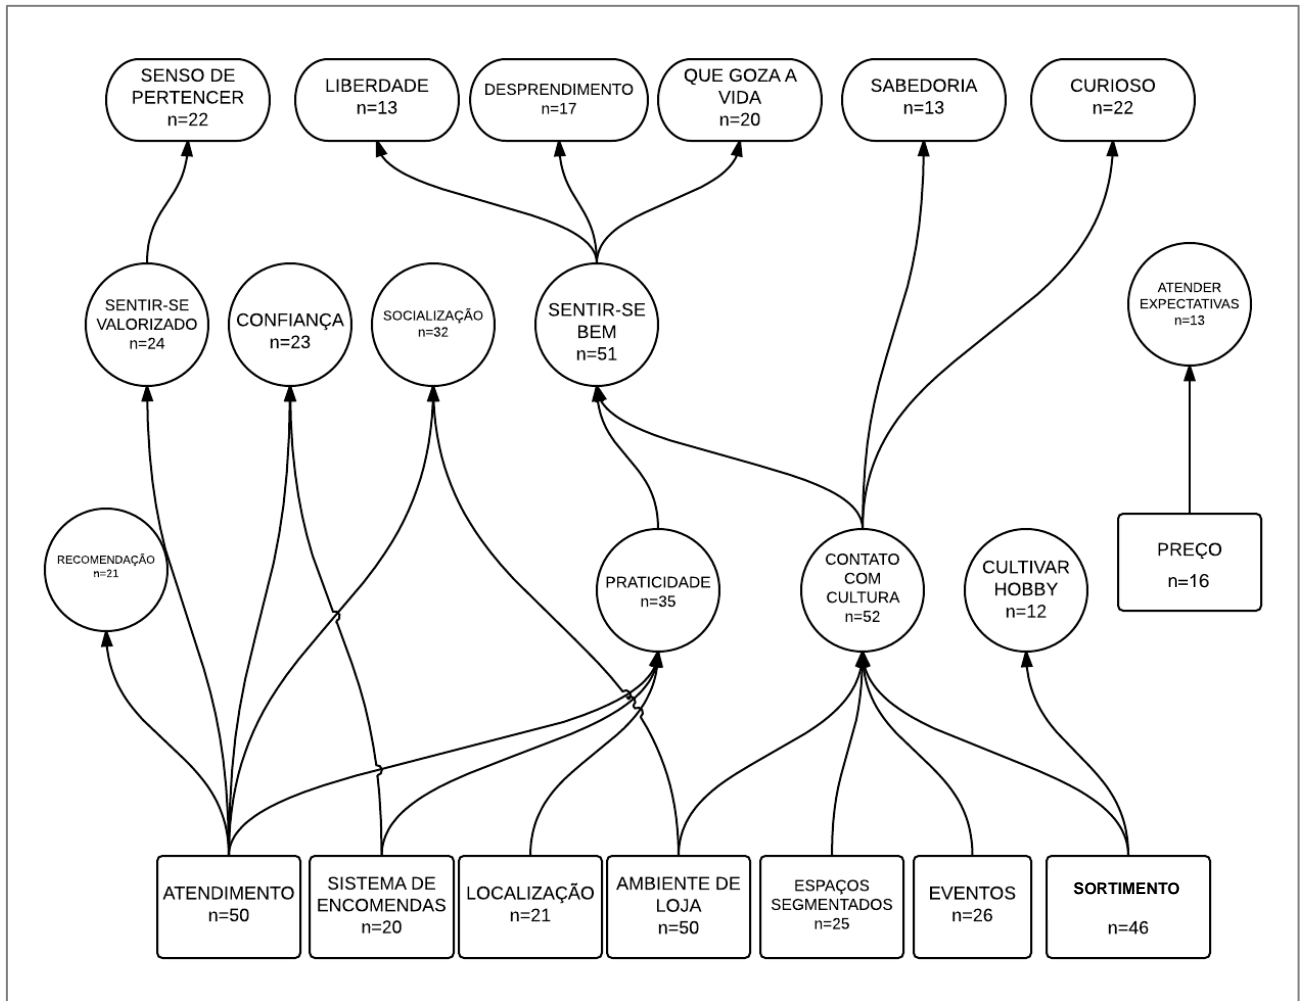 SENSO DE
PERTENCER
n=22
LIBERDADE
n=13
DESPRENDIMENTO
n=17
QUE GOZA A
VIDA
n=20
SABEDORIA
n=13
CURIOSO
n=22
SENTIR-SE
VALORIZADO
n=24
CONFIANÇA
n=23
SOCIALIZAÇÃO
n=32
SENTIR-SE
BEM
n=51
ATENDER
EXPECTATIVAS
n=13
RECOMENDAÇÃO
n=21
PRATICIDADE
n=35
CONTATO
COM
CULTURA
n=52
CULTIVAR
HOBBY
n=12
PREÇO
n=16
ATENDIMENTO
n=50
SISTEMA DE
ENCOMENDAS
n=20
LOCALIZAÇÃO
n=21
AMBIENTE DE
LOJA
n=50
ESPAÇOS
SEGMENTADOS
n=25
EVENTOS
n=26
SORTIMENTO
n=46